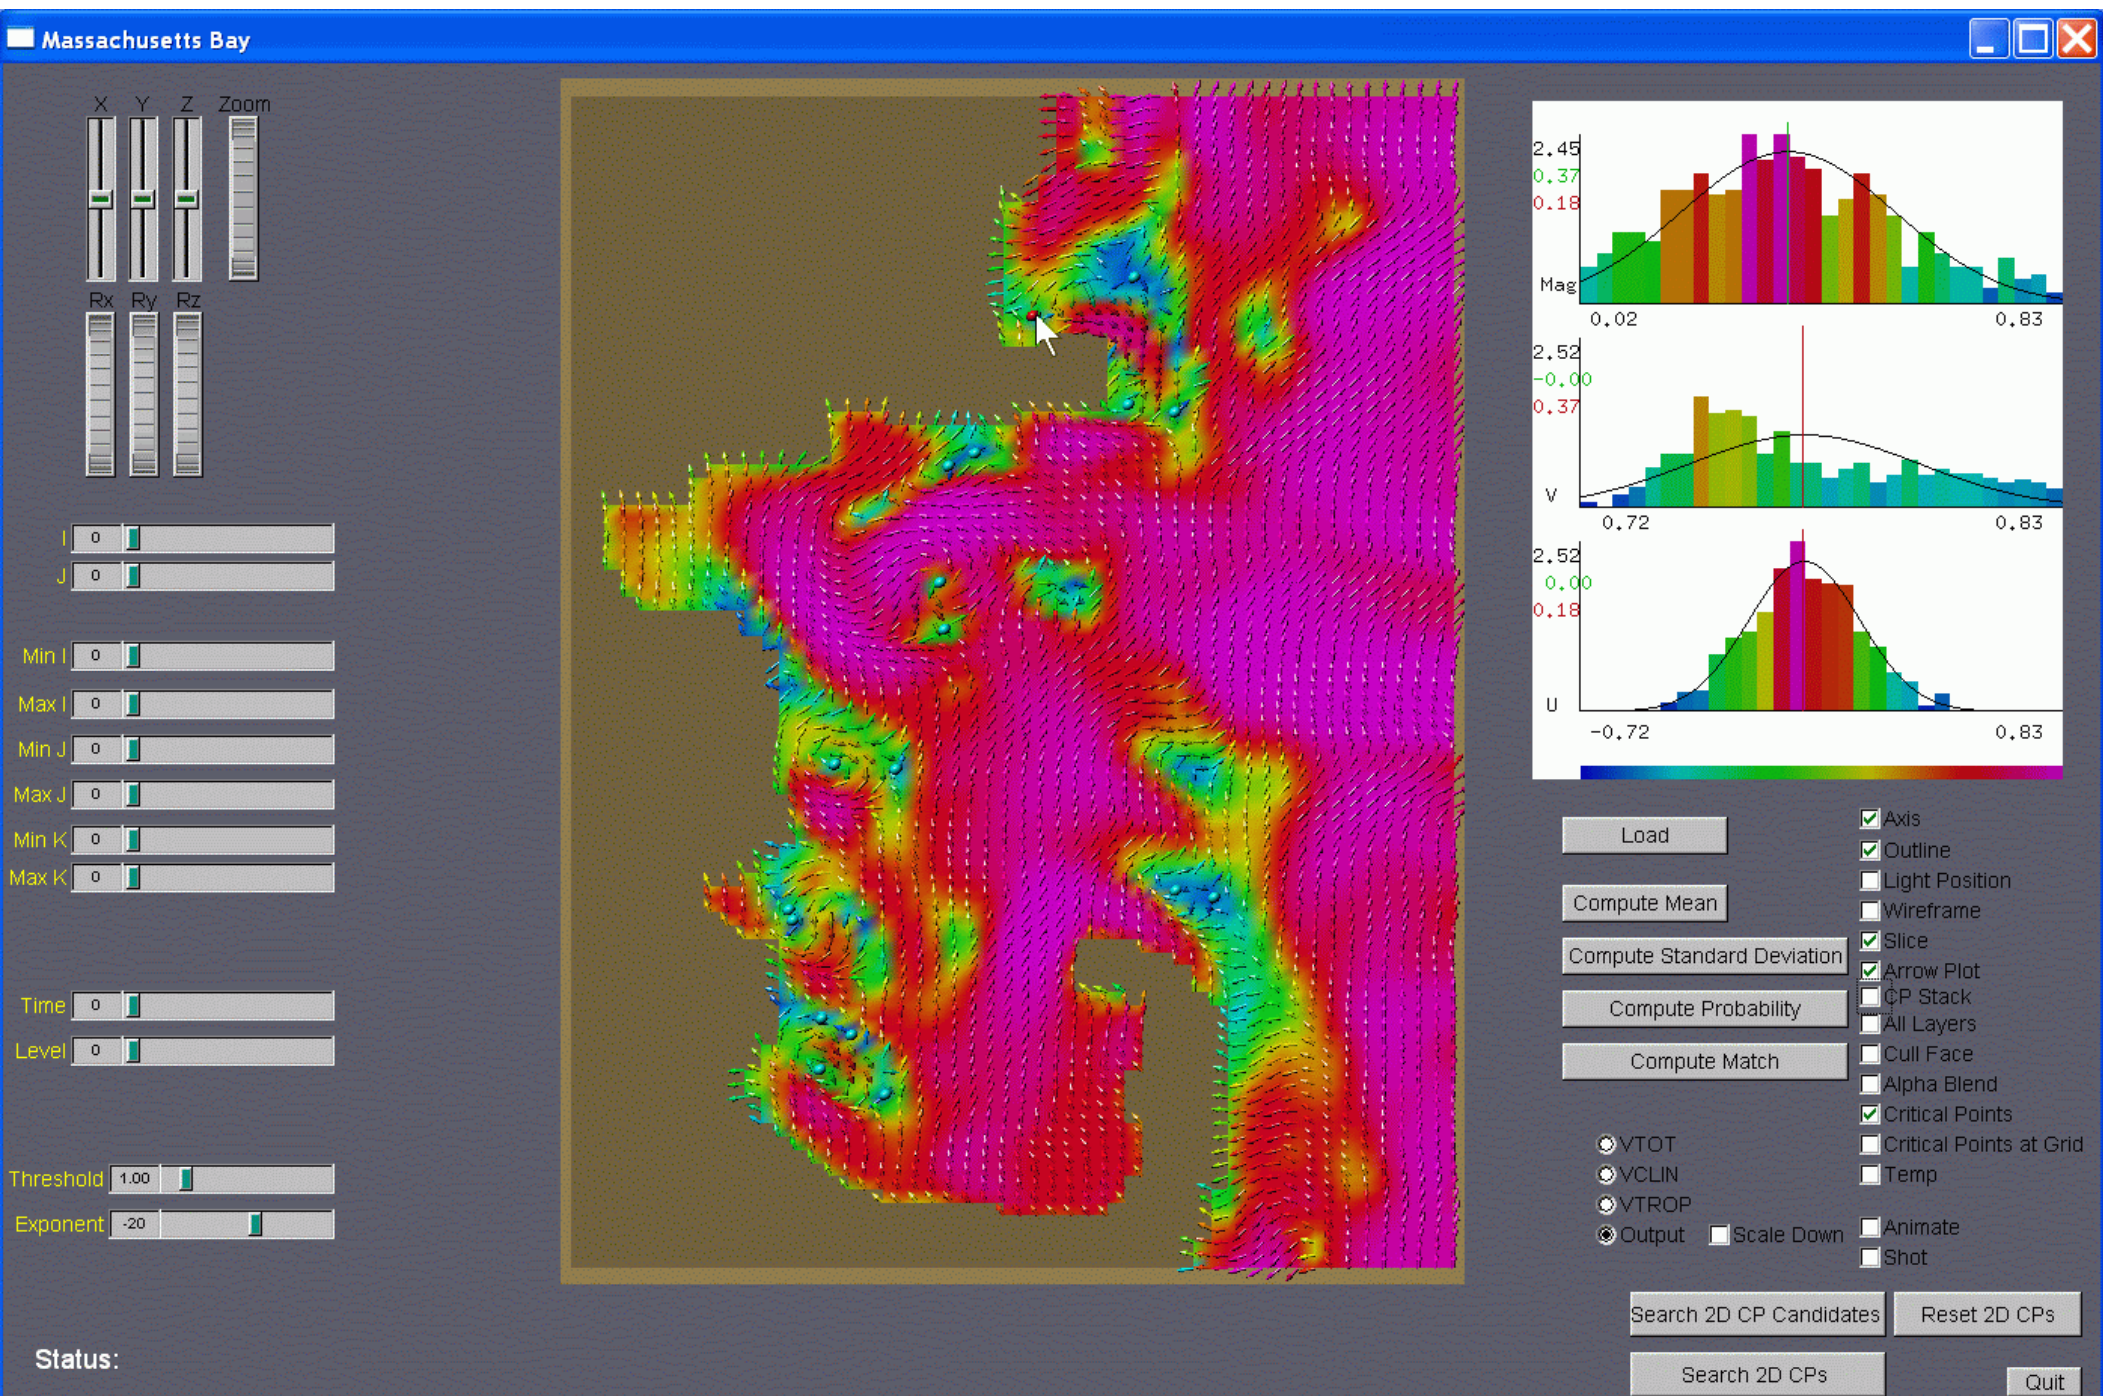 Massachusetts Bay
X Y Z Zoom
Rx Ry Rz
I 0
J 0
Min I 0
Max I 0
Min J 0
Max J 0
Min K 0
Max K 0
Time 0
Level 0
Threshold 1.00
Exponent -20
Status:
2.45
0.37
0.18
Mag
0.02 0.83
2.52
-0.00
0.37
V
0.72 0.83
2.52
0.00
0.18
U
-0.72 0.83
Load
Compute Mean
Compute Standard Deviation
Compute Probability
Compute Match
Axis
Outline
Light Position
Wireframe
Slice
Arrow Plot
CP Stack
All Layers
Cull Face
Alpha Blend
Critical Points
Critical Points at Grid
Temp
Animate
Shot
VTOT
VCLIN
VTROP
Output Scale Down
Search 2D CP Candidates Reset 2D CPs
Search 2D CPs Quit